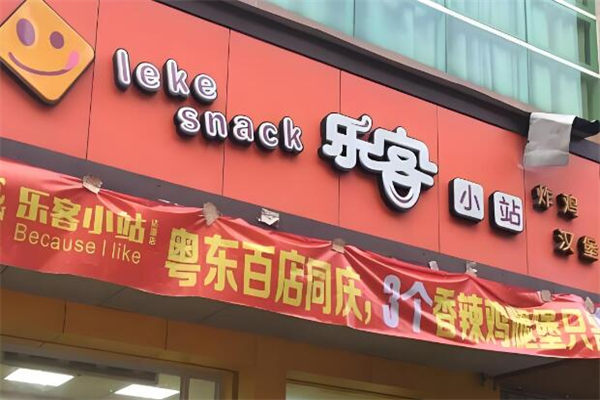 leke
snack
乐客
小站
炸鸡
汉堡
乐客小站
Because I like
粤东百店同庆,3个香辣鸡腿堡只